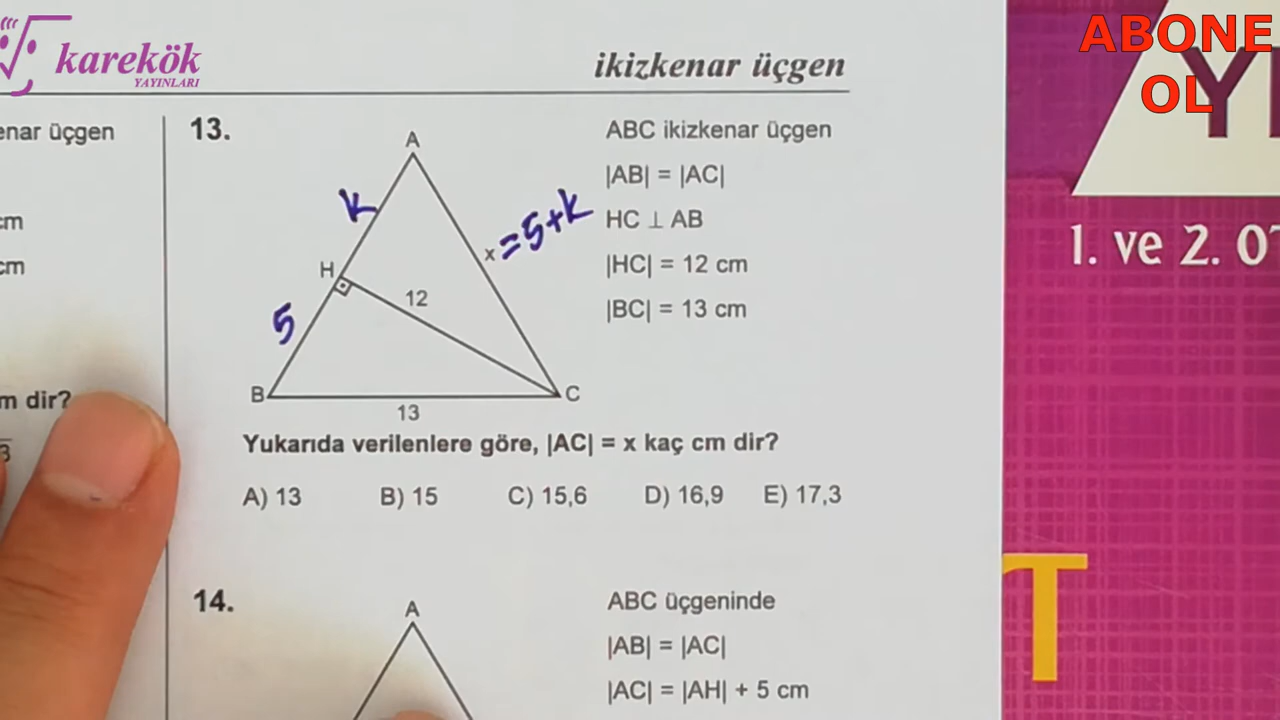 karekök
YAYINLARI
ikizkenar üçgen
ABONE
OL
enar üçgen
cm
cm
m dir?
3
13.
A
H
B
C
K
5
12
13
x = 5+K
ABC ikizkenar üçgen
|AB| = |AC|
HC ⊥ AB
|HC| = 12 cm
|BC| = 13 cm
Yukarıda verilenlere göre, |AC| = x kaç cm dir?
A) 13 B) 15 C) 15,6 D) 16,9 E) 17,3
14.
A
ABC üçgeninde
|AB| = |AC|
|AC| = |AH| + 5 cm
1. ve 2.
T